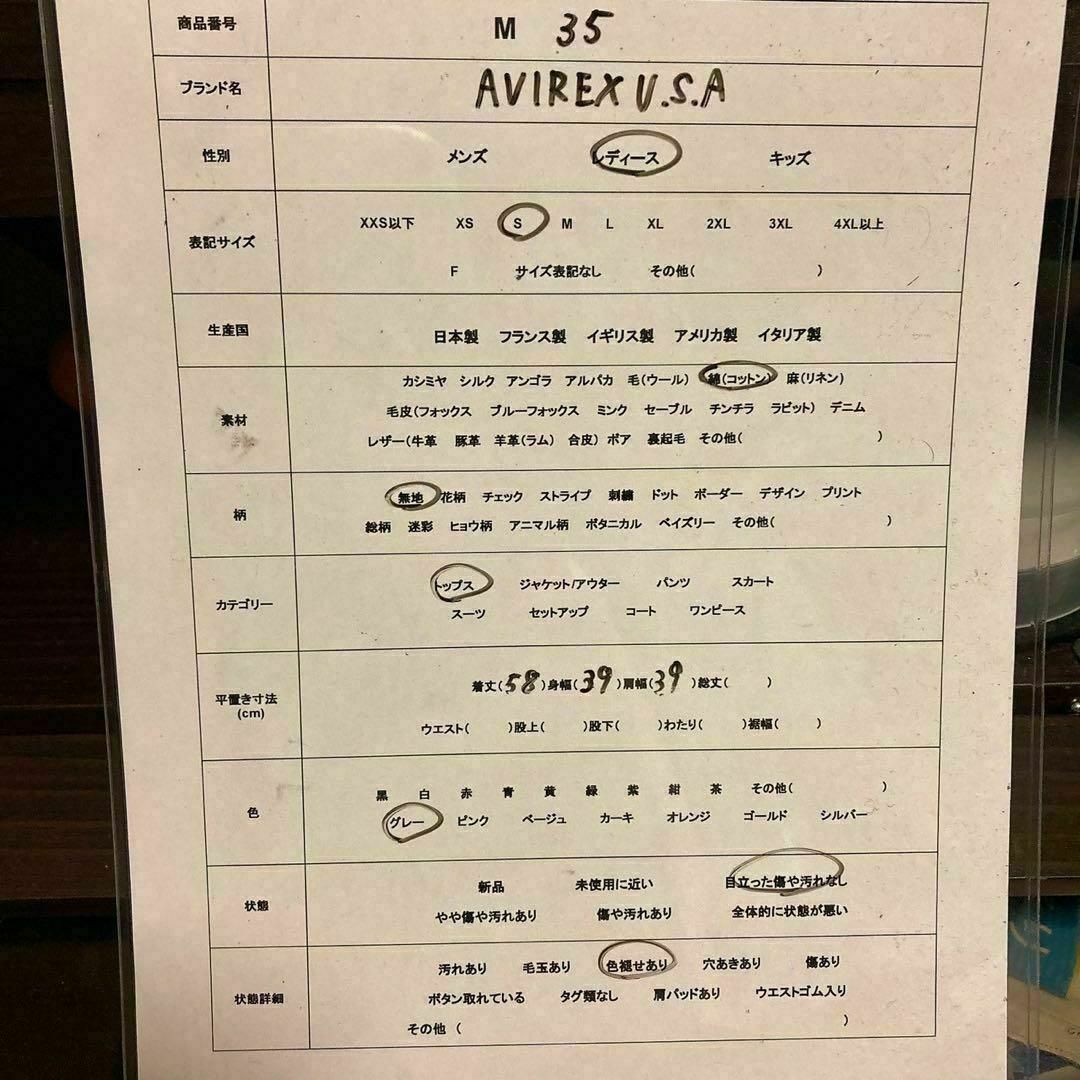 商品番号 M 35
ブランド名 AVIREX U.S.A
性別 メンズ レディース キッズ
表記サイズ XXS以下 XS S M L XL 2XL 3XL 4XL以上
F サイズ表記なし その他( )
生産国 日本製 フランス製 イギリス製 アメリカ製 イタリア製
素材 カシミヤ シルク アンゴラ アルパカ 毛(ウール) 綿(コットン) 麻(リネン)
毛皮(フォックス ブルーフォックス ミンク セーブル チンチラ ラビット) デニム
レザー(牛革 豚革 羊革(ラム) 合皮) ボア 裏起毛 その他( )
柄 無地 花柄 チェック ストライプ 刺繍 ドット ボーダー デザイン プリント
総柄 迷彩 ヒョウ柄 アニマル柄 ボタニカル ペイズリー その他( )
カテゴリー トップス ジャケット/アウター パンツ スカート
スーツ セットアップ コート ワンピース
平置き寸法
(cm)
着丈(58)身幅(39)肩幅(39)総丈( )
ウエスト( )股上( )股下( )わたり( )裾幅( )
色 黒 白 赤 青 黄 緑 紫 紺 茶 その他( )
グレー ピンク ベージュ カーキ オレンジ ゴールド シルバー
状態 新品 未使用に近い 目立った傷や汚れなし
やや傷や汚れあり 傷や汚れあり 全体的に状態が悪い
状態詳細 汚れあり 毛玉あり 色褪せあり 穴あきあり 傷あり
ボタン取れている タグ類なし 肩パッドあり ウエストゴム入り
その他 ( )